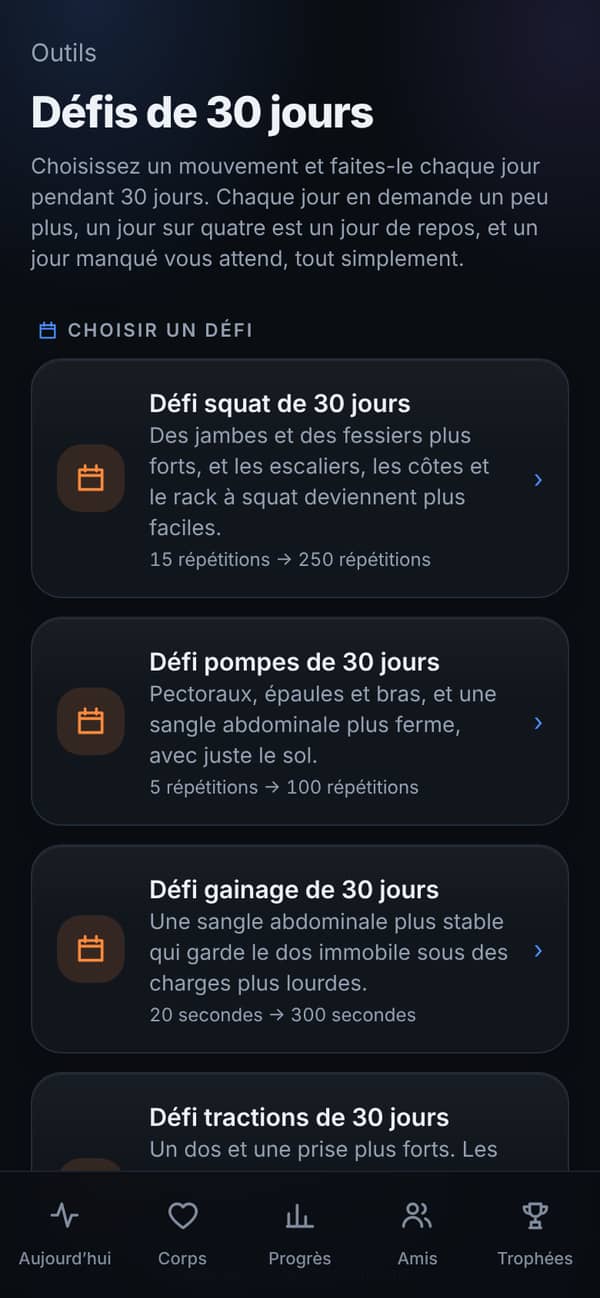 Outils
Défis de 30 jours
Choisissez un mouvement et faites-le chaque jour
pendant 30 jours. Chaque jour en demande un peu
plus, un jour sur quatre est un jour de repos, et un
jour manqué vous attend, tout simplement.
CHOISIR UN DÉFI
Défi squat de 30 jours
Des jambes et des fessiers plus
forts, et les escaliers, les côtes et
le rack à squat deviennent plus
faciles.
15 répétitions → 250 répétitions
Défi pompes de 30 jours
Pectoraux, épaules et bras, et une
sangle abdominale plus ferme,
avec juste le sol.
5 répétitions → 100 répétitions
Défi gainage de 30 jours
Une sangle abdominale plus stable
qui garde le dos immobile sous des
charges plus lourdes.
20 secondes → 300 secondes
Défi tractions de 30 jours
Un dos et une prise plus forts. Les
Aujourd’hui
Corps
Progrès
Amis
Trophées